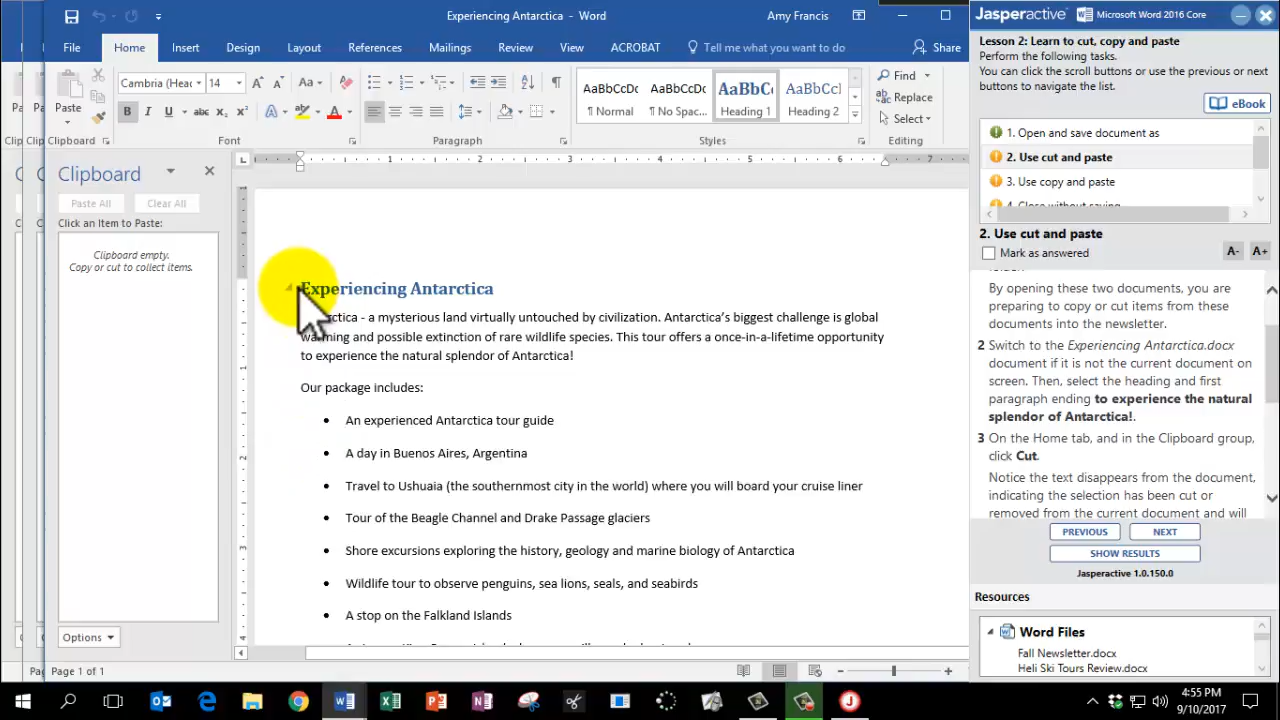 Experiencing Antarctica - Word
Amy Francis
File Home Insert Design Layout References Mailings Review View ACROBAT Tell me what you want to do Share
Paste
Cambria (Hea 14
Aa
B I U abc x₂ x² A ab A
AaBbCcDc AaBbCcDc AaBbC( AaBbCcI
¶ Normal ¶ No Spac... Heading 1 Heading 2
Find
Replace
Select
Clipboard Font Paragraph Styles Editing
Clipboard
Paste All Clear All
Click an Item to Paste:
Clipboard empty.
Copy or cut to collect items.
Options
1 2 3 4 5 6 7
Experiencing Antarctica
ctica - a mysterious land virtually untouched by civilization. Antarctica's biggest challenge is global
warming and possible extinction of rare wildlife species. This tour offers a once-in-a-lifetime opportunity
to experience the natural splendor of Antarctica!
Our package includes:
• An experienced Antarctica tour guide
• A day in Buenos Aires, Argentina
• Travel to Ushuaia (the southernmost city in the world) where you will board your cruise liner
• Tour of the Beagle Channel and Drake Passage glaciers
• Shore excursions exploring the history, geology and marine biology of Antarctica
• Wildlife tour to observe penguins, sea lions, seals, and seabirds
• A stop on the Falkland Islands
Page 1 of 1
Jasperactive Microsoft Word 2016 Core
Lesson 2: Learn to cut, copy and paste
Perform the following tasks.
You can click the scroll buttons or use the previous or next
buttons to navigate the list.
eBook
1. Open and save document as
2. Use cut and paste
3. Use copy and paste
4. Close without saving
2. Use cut and paste
Mark as answered
A- A+
folder.
By opening these two documents, you are
preparing to copy or cut items from these
documents into the newsletter.
2 Switch to the Experiencing Antarctica.docx
document if it is not the current document on
screen. Then, select the heading and first
paragraph ending to experience the natural
splendor of Antarctica!.
3 On the Home tab, and in the Clipboard group,
click Cut.
Notice the text disappears from the document,
indicating the selection has been cut or
removed from the current document and will
PREVIOUS NEXT
SHOW RESULTS
Jasperactive 1.0.150.0
Resources
Word Files
Fall Newsletter.docx
Heli Ski Tours Review.docx
4:55 PM
9/10/2017